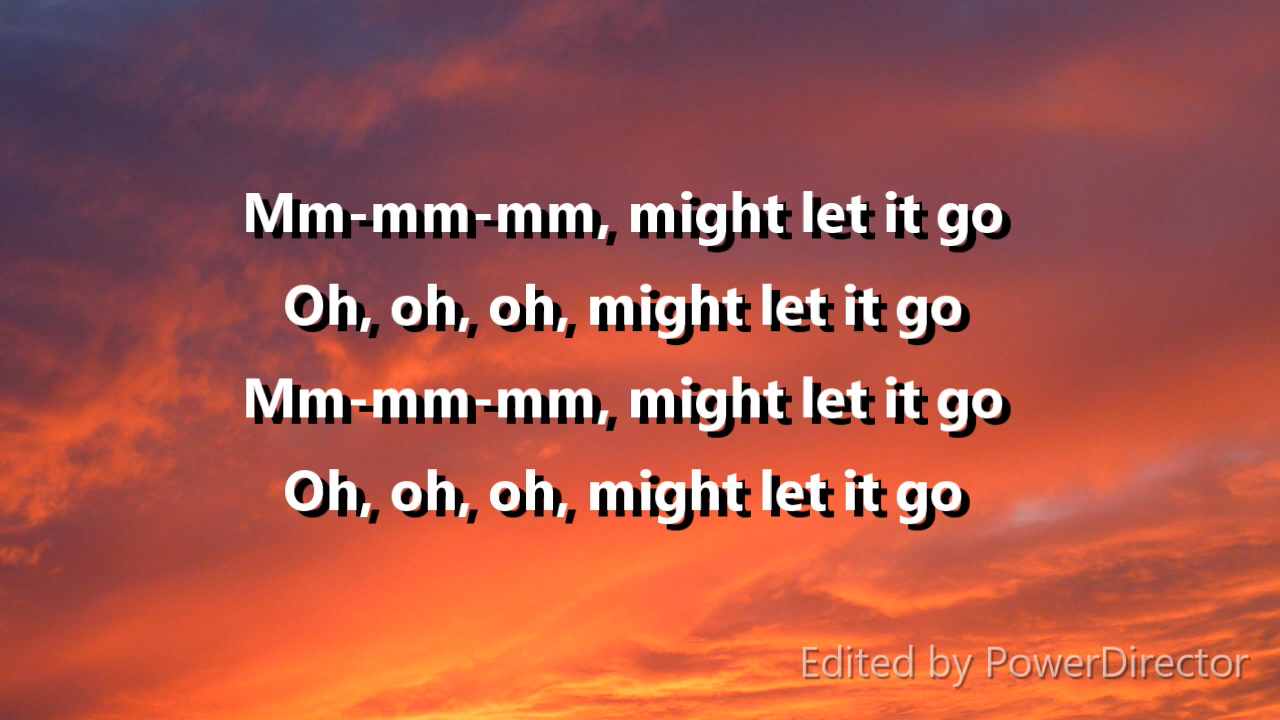 Mm-mm-mm, might let it go
Oh, oh, oh, might let it go
Mm-mm-mm, might let it go
Oh, oh, oh, might let it go
Edited by PowerDirector